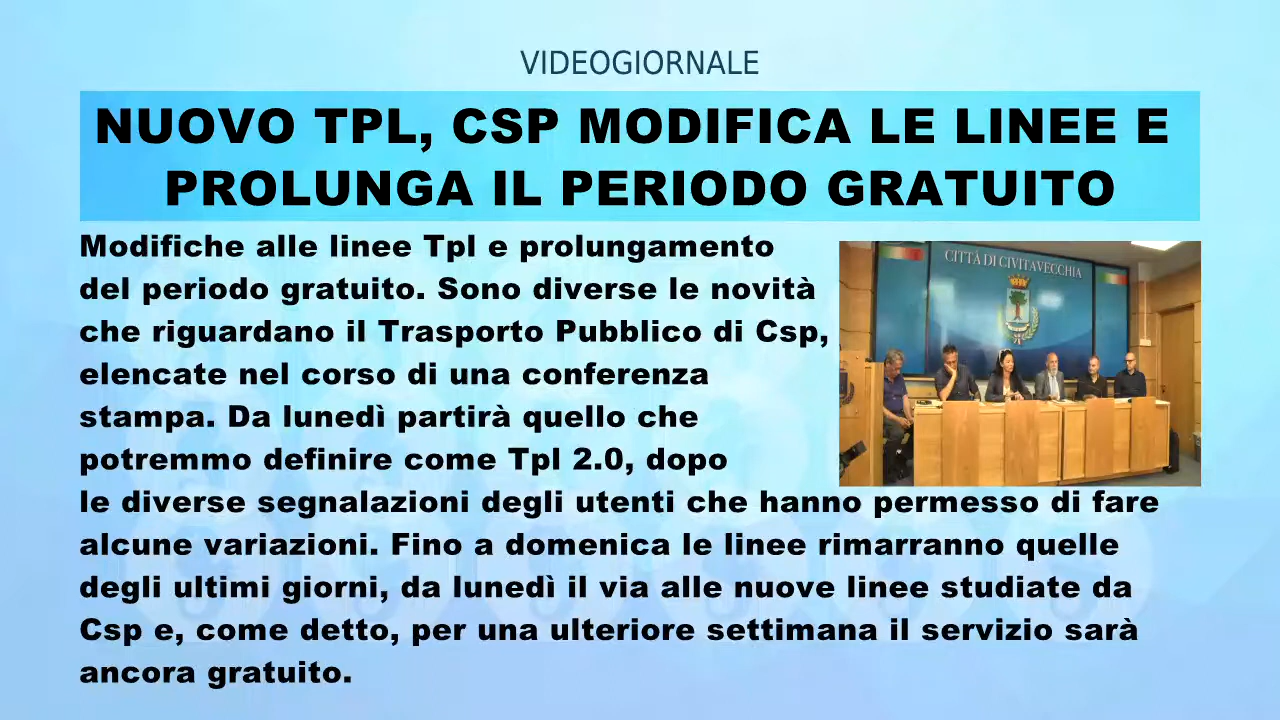 VIDEOGIORNALE
NUOVO TPL, CSP MODIFICA LE LINEE E
PROLUNGA IL PERIODO GRATUITO
Modifiche alle linee Tpl e prolungamento
del periodo gratuito. Sono diverse le novità
che riguardano il Trasporto Pubblico di Csp,
elencate nel corso di una conferenza
stampa. Da lunedì partirà quello che
potremmo definire come Tpl 2.0, dopo
le diverse segnalazioni degli utenti che hanno permesso di fare
alcune variazioni. Fino a domenica le linee rimarranno quelle
degli ultimi giorni, da lunedì il via alle nuove linee studiate da
Csp e, come detto, per una ulteriore settimana il servizio sarà
ancora gratuito.
CITTÀ DI CIVITAVECCHIA